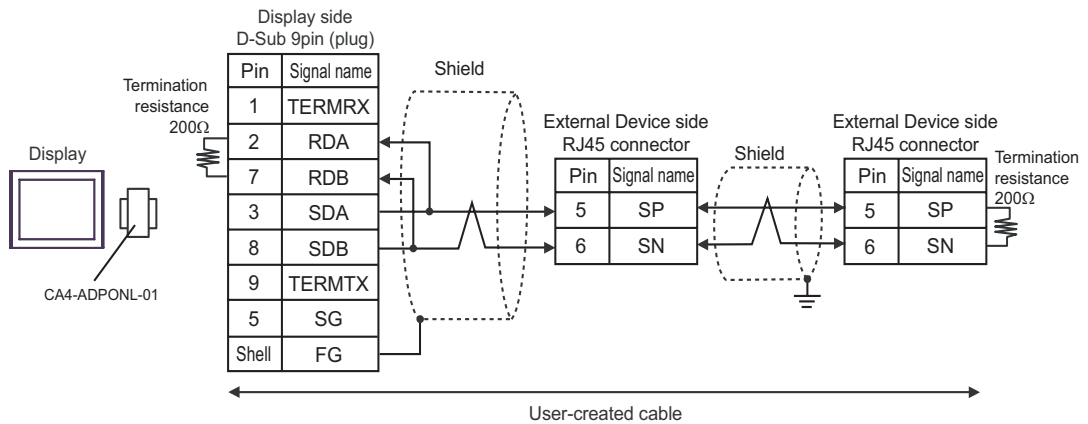 Display side
D-Sub 9pin (plug)
Pin Signal name
1 TERMRX
2 RDA
7 RDB
3 SDA
8 SDB
9 TERMTX
5 SG
Shell FG
Termination
resistance
200Ω
Display
CA4-ADPONL-01
Shield
External Device side
RJ45 connector
Pin Signal name
5 SP
6 SN
Shield
External Device side
RJ45 connector
Pin Signal name
5 SP
6 SN
Termination
resistance
200Ω
User-created cable